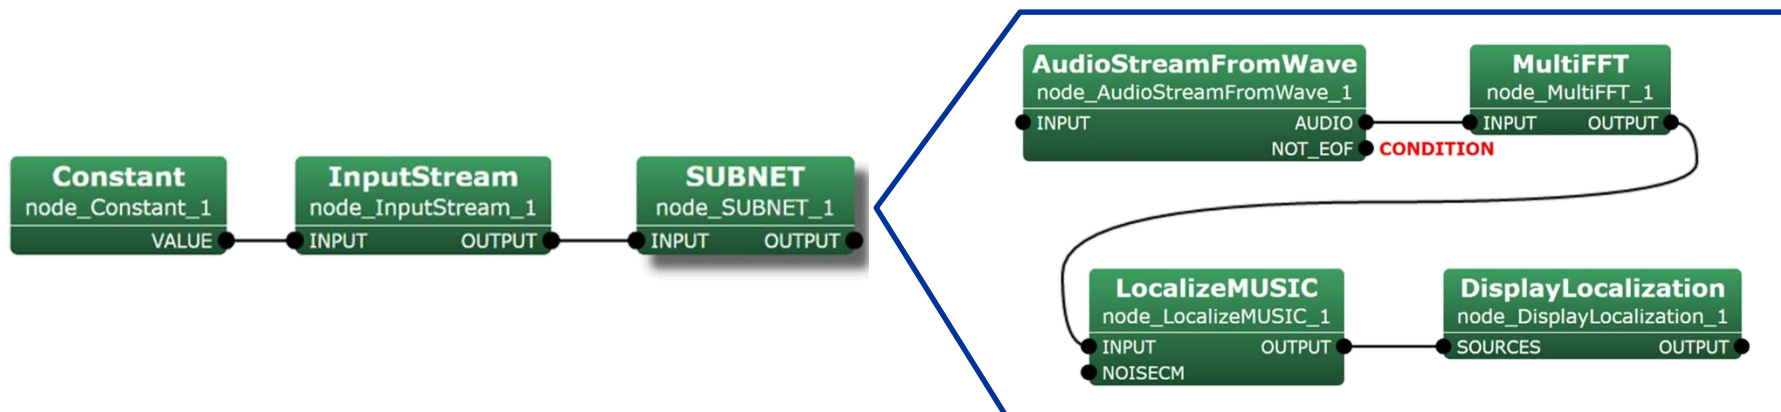 Constant
node_Constant_1
VALUE
InputStream
node_InputStream_1
INPUT OUTPUT
SUBNET
node_SUBNET_1
INPUT OUTPUT
AudioStreamFromWave
node_AudioStreamFromWave_1
INPUT AUDIO
NOT_EOF CONDITION
MultiFFT
node_MultiFFT_1
INPUT OUTPUT
LocalizeMUSIC
node_LocalizeMUSIC_1
INPUT OUTPUT
NOISECM
DisplayLocalization
node_DisplayLocalization_1
SOURCES OUTPUT